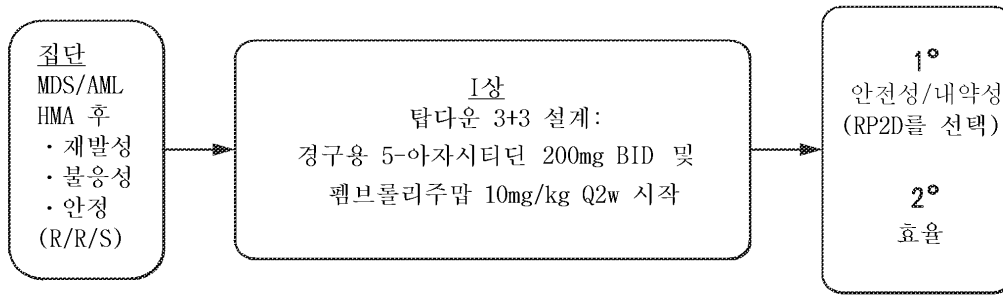 집단
MDS/AML
HMA 후
· 재발성
· 불응성
· 안정
(R/R/S)
I상
탑다운 3+3 설계:
경구용 5-아자시티딘 200mg BID 및
펨브롤리주맙 10mg/kg Q2w 시작
1°
안전성/내약성
(RP2D를 선택)
2°
효율